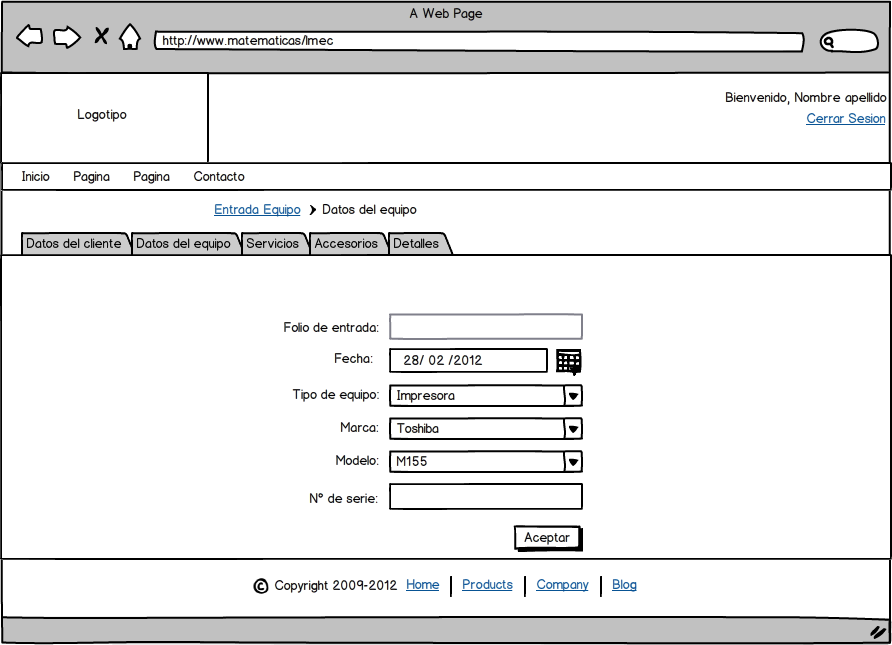 A Web Page
http://www.matematicas/lmec
Logotipo
Bienvenido, Nombre apellido
Cerrar Sesion
Inicio Pagina Pagina Contacto
Entrada Equipo Datos del equipo
Datos del cliente Datos del equipo Servicios Accesorios Detalles
Folio de entrada:
Fecha: 28/ 02 /2012
Tipo de equipo: Impresora
Marca: Toshiba
Modelo: M155
Nº de serie:
Aceptar
© Copyright 2009-2012 Home | Products | Company | Blog